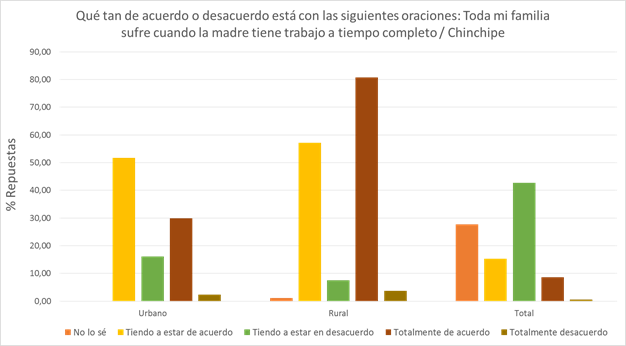 Qué tan de acuerdo o desacuerdo está con las siguientes oraciones: Toda mi familia
sufre cuando la madre tiene trabajo a tiempo completo / Chinchipe
% Repuestas
90,00
80,00
70,00
60,00
50,00
40,00
30,00
20,00
10,00
0,00
Urbano Rural Total
No lo sé Tiendo a estar de acuerdo Tiendo a estar en desacuerdo Totalmente de acuerdo Totalmente desacuerdo